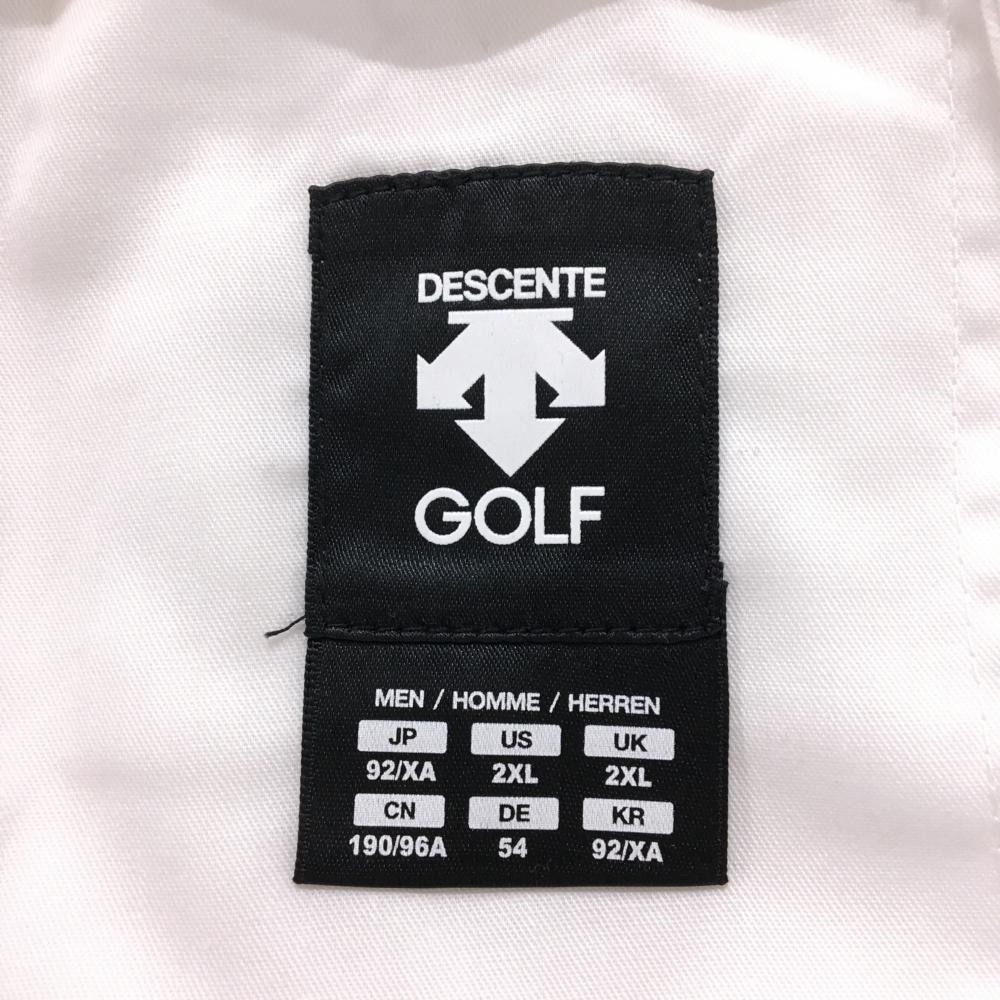 DESCENTE
GOLF
MEN / HOMME / HERREN
JP US UK
92/XA 2XL 2XL
CN DE KR
190/96A 54 92/XA